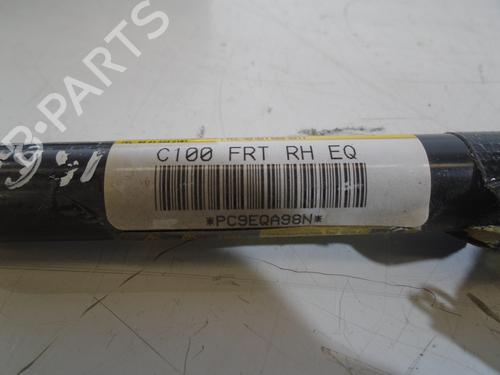 B-PARTS
C100 FRT RH EQ
*PC9EQA98N*